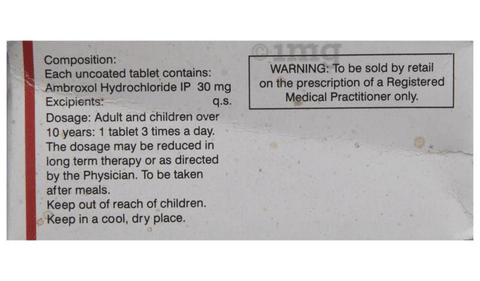 Composition:
Each uncoated tablet contains:
Ambroxol Hydrochloride IP 30 mg
Excipients: q.s.
Dosage: Adult and children over
10 years: 1 tablet 3 times a day.
The dosage may be reduced in
long term therapy or as directed
by the Physician. To be taken
after meals.
Keep out of reach of children.
Keep in a cool, dry place.
©1mg
WARNING: To be sold by retail
on the prescription of a Registered
Medical Practitioner only.